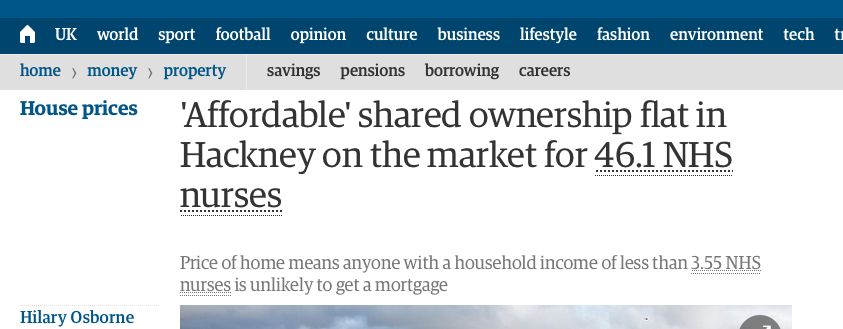 UK world sport football opinion culture business lifestyle fashion environment tech
home › money › property savings pensions borrowing careers
House prices
'Affordable' shared ownership flat in
Hackney on the market for 46.1 NHS
nurses
Price of home means anyone with a household income of less than 3.55 NHS
nurses is unlikely to get a mortgage
Hilary Osborne